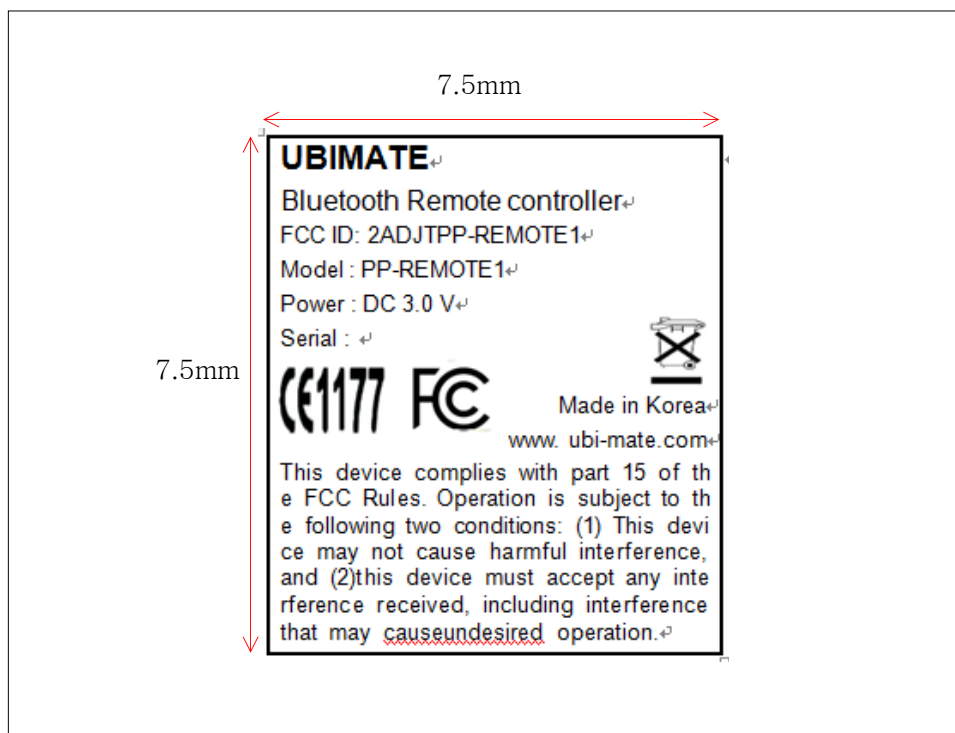 7.5mm
UBIMATE
Bluetooth Remote controller
FCC ID: 2ADJTPP-REMOTE1
Model : PP-REMOTE1
Power : DC 3.0 V
Serial :
7.5mm
CE1177 FC
Made in Korea
www. ubi-mate.com
This device complies with part 15 of th
e FCC Rules. Operation is subject to th
e following two conditions: (1) This devi
ce may not cause harmful interference,
and (2)this device must accept any inte
rference received, including interference
that may causeundesired operation.